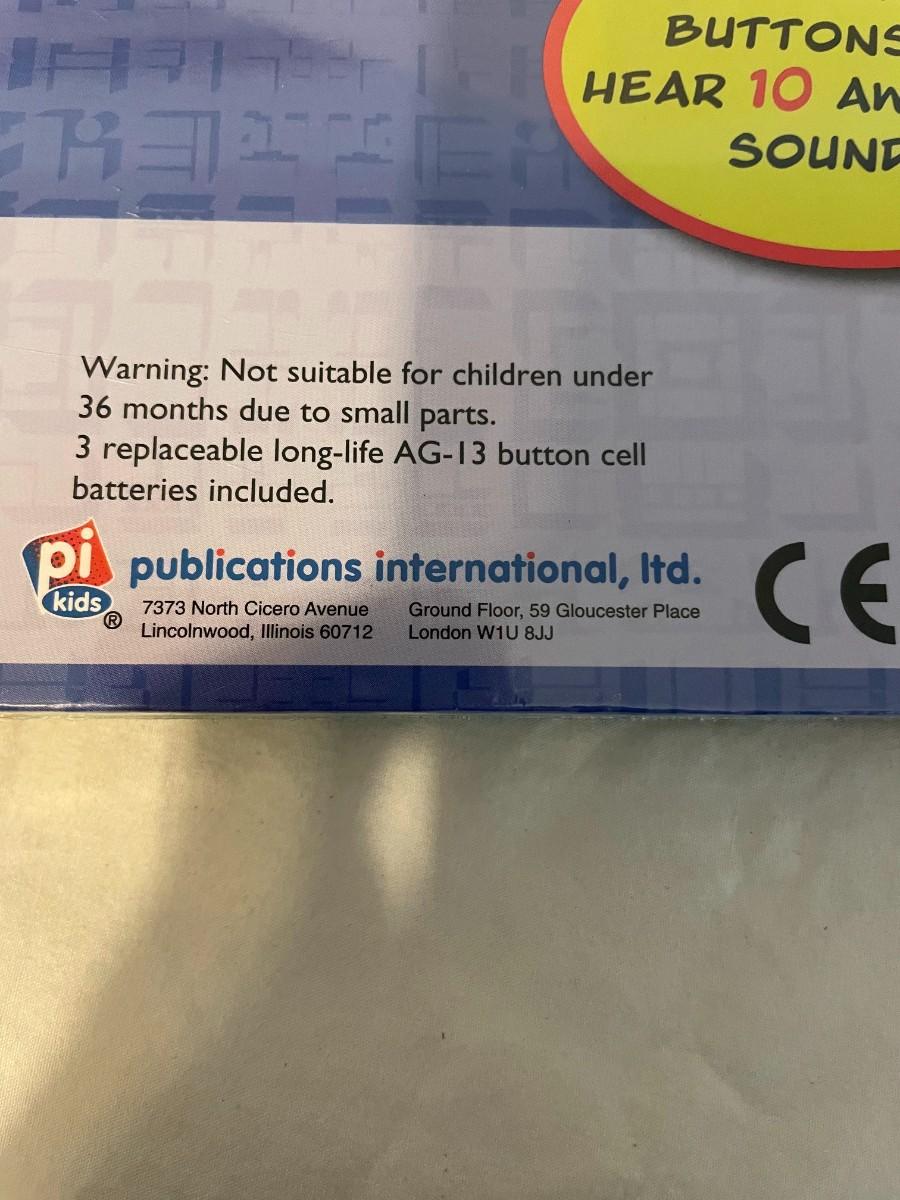 BUTTONS
HEAR 10
SOUND
Warning: Not suitable for children under
36 months due to small parts.
3 replaceable long-life AG-13 button cell
batteries included.
pi
kids
®
publications international, ltd.
7373 North Cicero Avenue
Lincolnwood, Illinois 60712
Ground Floor, 59 Gloucester Place
London W1U 8JJ
CE